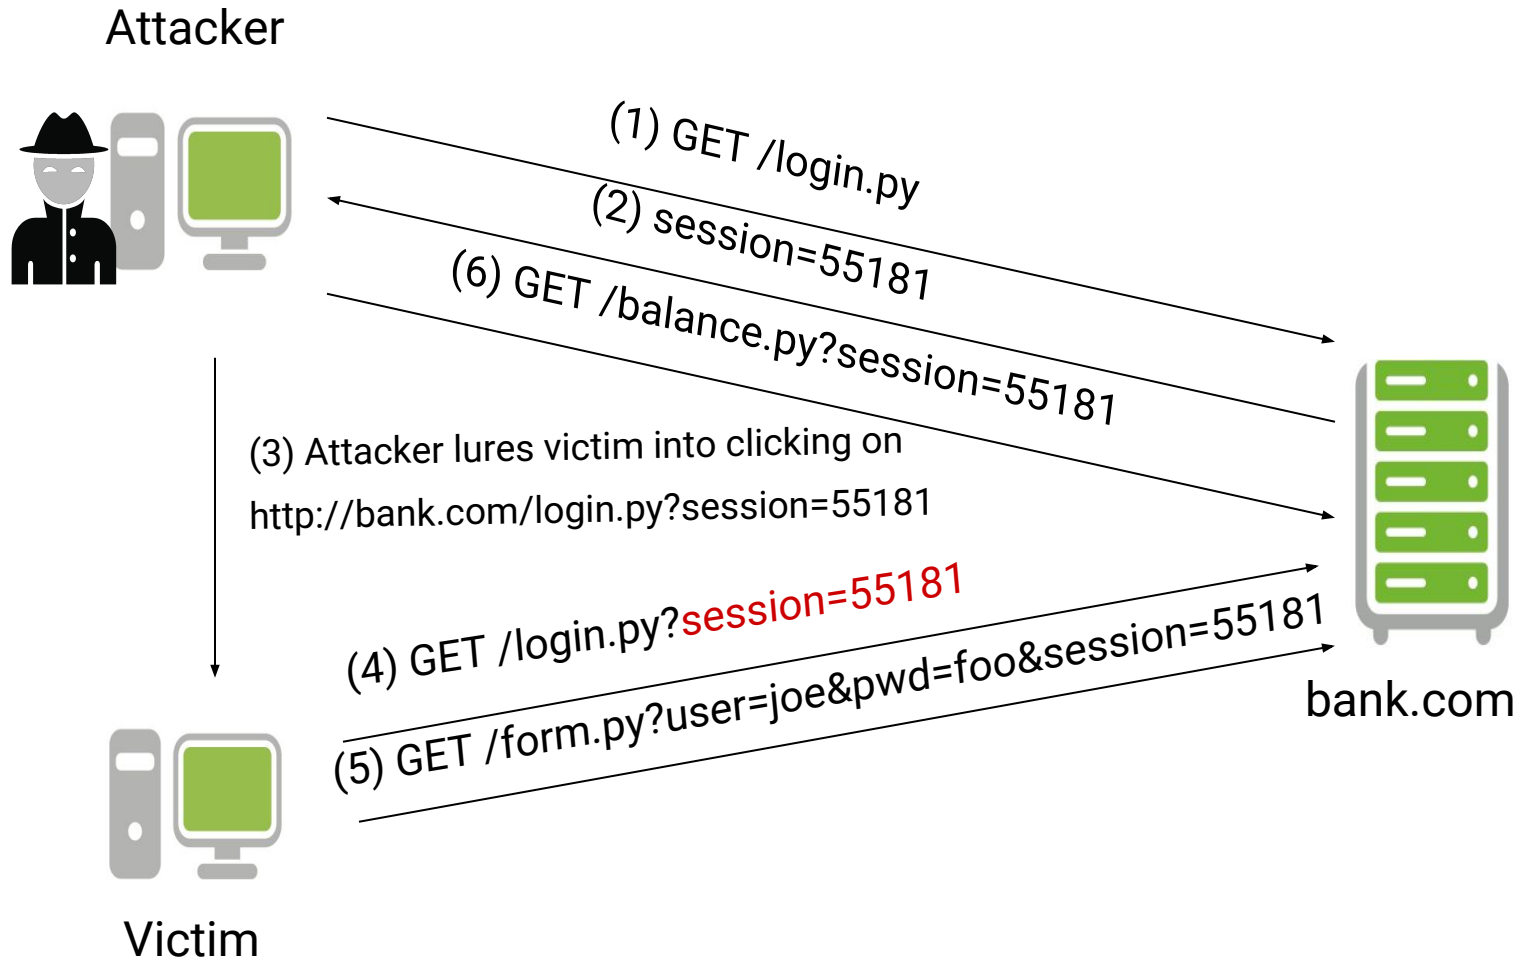 Attacker
(1) GET /login.py
(2) session=55181
(6) GET /balance.py?session=55181
(3) Attacker lures victim into clicking on
http://bank.com/login.py?session=55181
(4) GET /login.py?session=55181
(5) GET /form.py?user=joe&pwd=foo&session=55181
bank.com
Victim